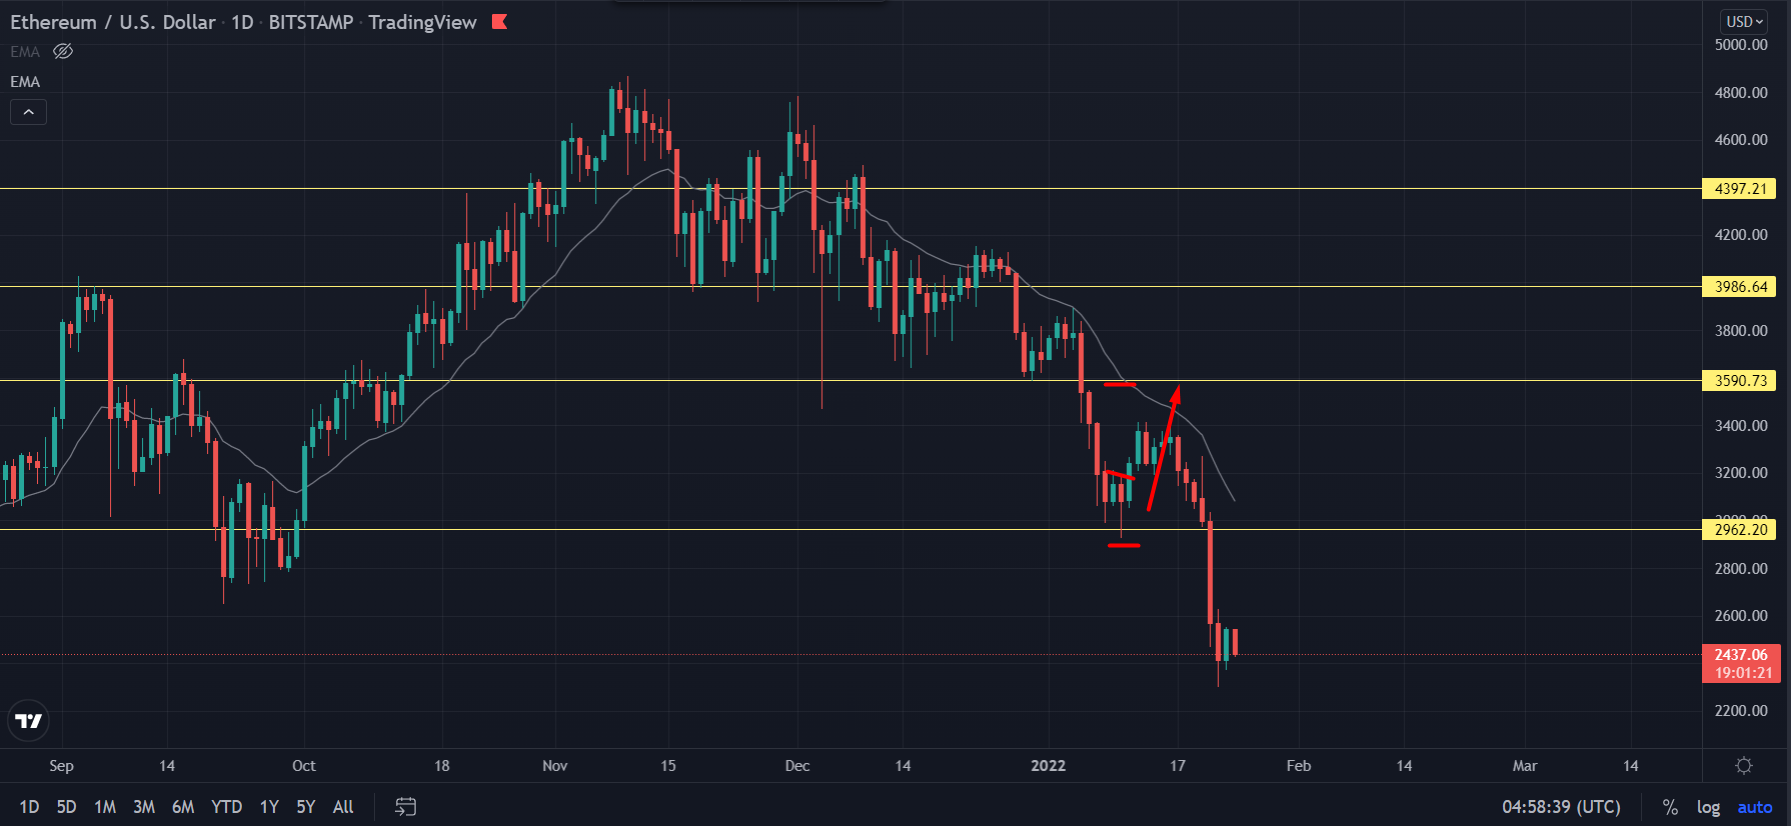 Ethereum / U.S. Dollar · 1D · BITSTAMP · TradingView
USD
EMA
EMA
5000.00
4800.00
4600.00
4397.21
4200.00
3986.64
3800.00
3590.73
3400.00
3200.00
2962.20
2800.00
2600.00
2437.06
19:01:21
2200.00
Sep 14 Oct 18 Nov 15 Dec 14 2022 17 Feb 14 Mar 14
1D 5D 1M 3M 6M YTD 1Y 5Y All 04:58:39 (UTC) % log auto